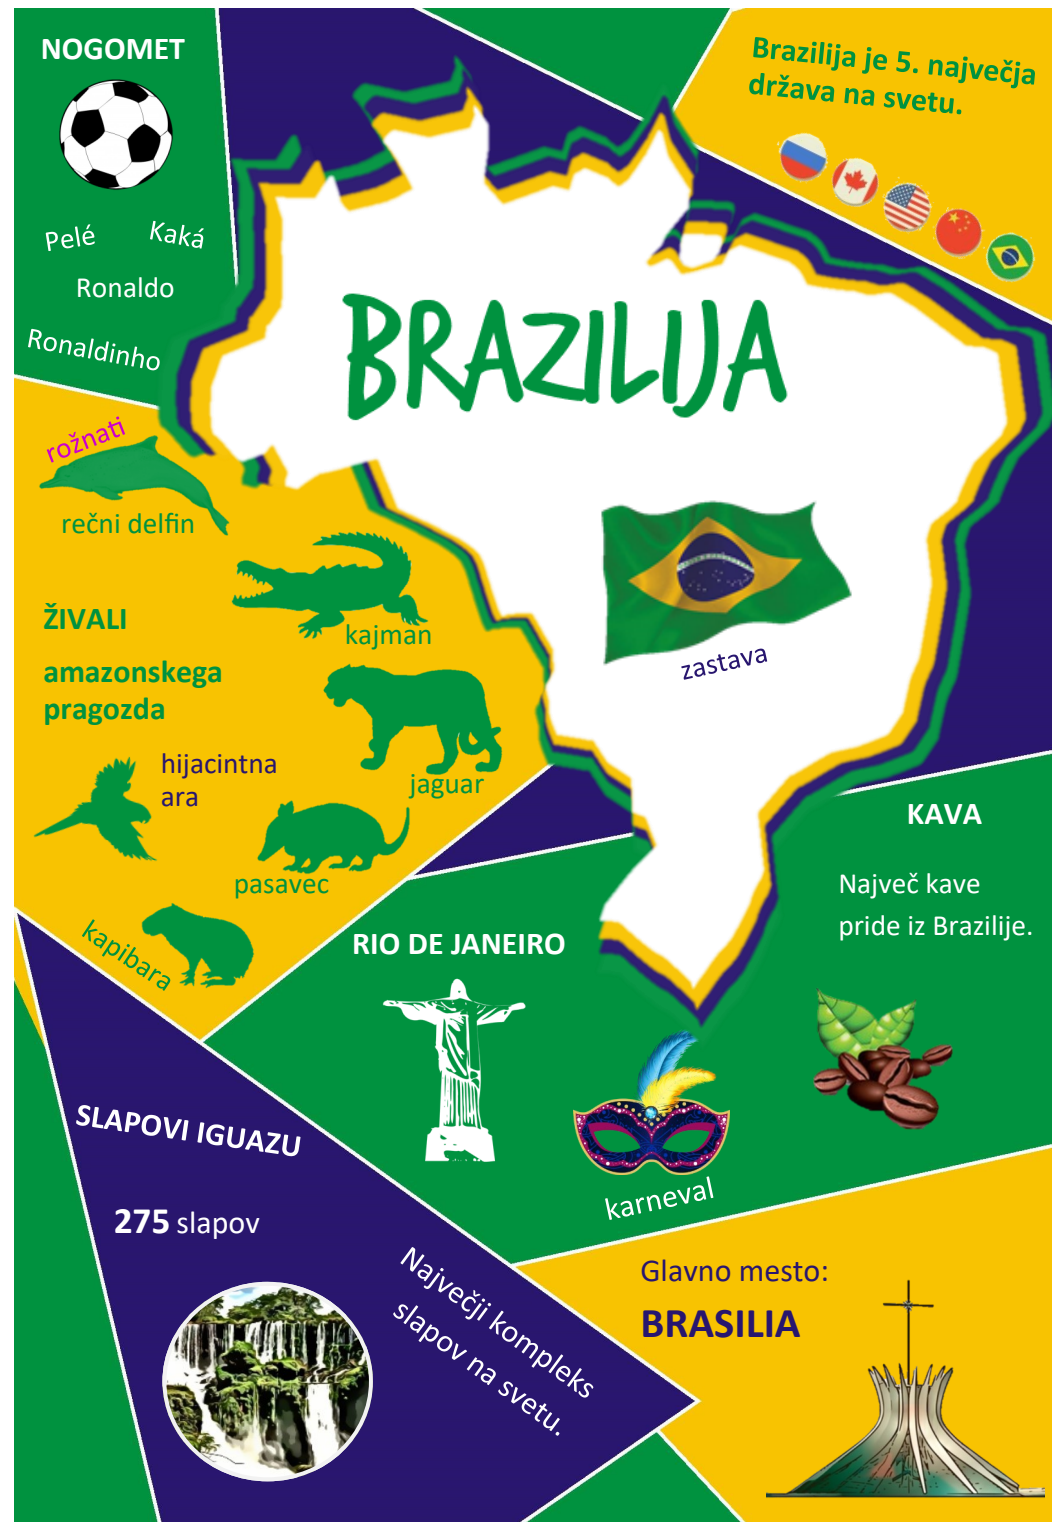 NOGOMET
Pelé
Kaká
Ronaldo
Ronaldinho
Brazilija je 5. največja
država na svetu.
BRAZILIJA
zastava
rožnati
rečni delfin
kajman
ŽIVALI
amazonskega
pragozda
jaguar
hijacintna
ara
pasavec
kapibara
KAVA
Največ kave
pride iz Brazilije.
RIO DE JANEIRO
karneval
SLAPOVI IGUAZU
275 slapov
Največji kompleks
slapov na svetu.
Glavno mesto:
BRASILIA